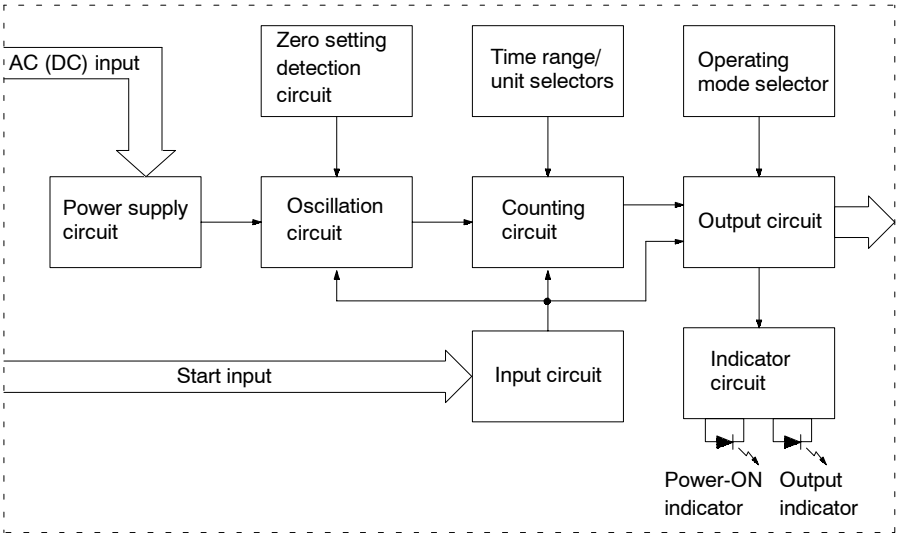 AC (DC) input
Zero setting
detection
circuit
Time range/
unit selectors
Operating
mode selector
Power supply
circuit
Oscillation
circuit
Counting
circuit
Output circuit
Start input
Input circuit
Indicator
circuit
Power-ON
indicator
Output
indicator